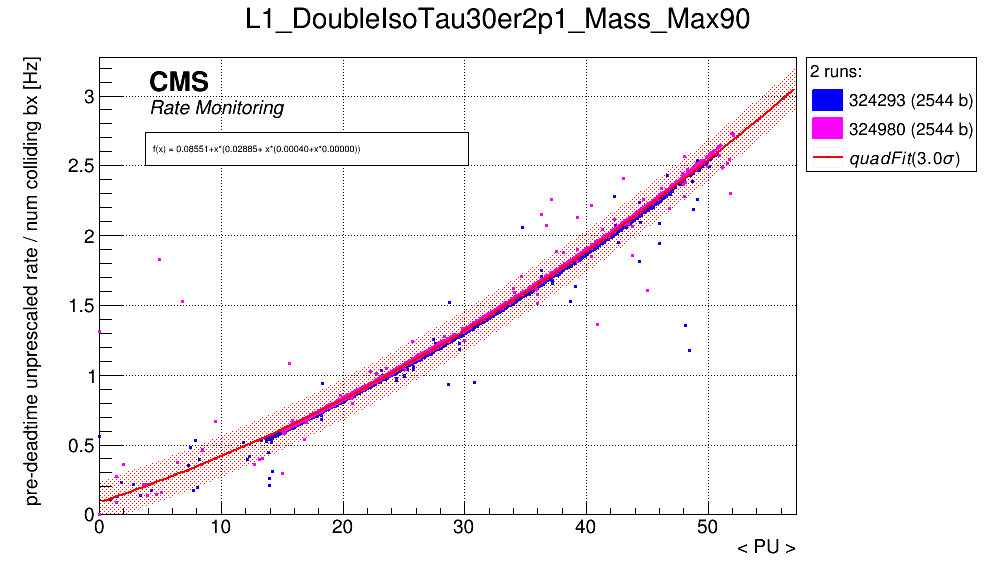 L1_DoubleIsoTau30er2p1_Mass_Max90
pre-deadtime unprescaled rate / num colliding bx [Hz]
CMS
Rate Monitoring
f(x) = 0.08551+x*(0.02885+ x*(0.00040+x*0.00000))
3
2.5
2
1.5
1
0.5
0
0 10 20 30 40 50
< PU >
2 runs:
324293 (2544 b)
324980 (2544 b)
quadFit(3.0σ)